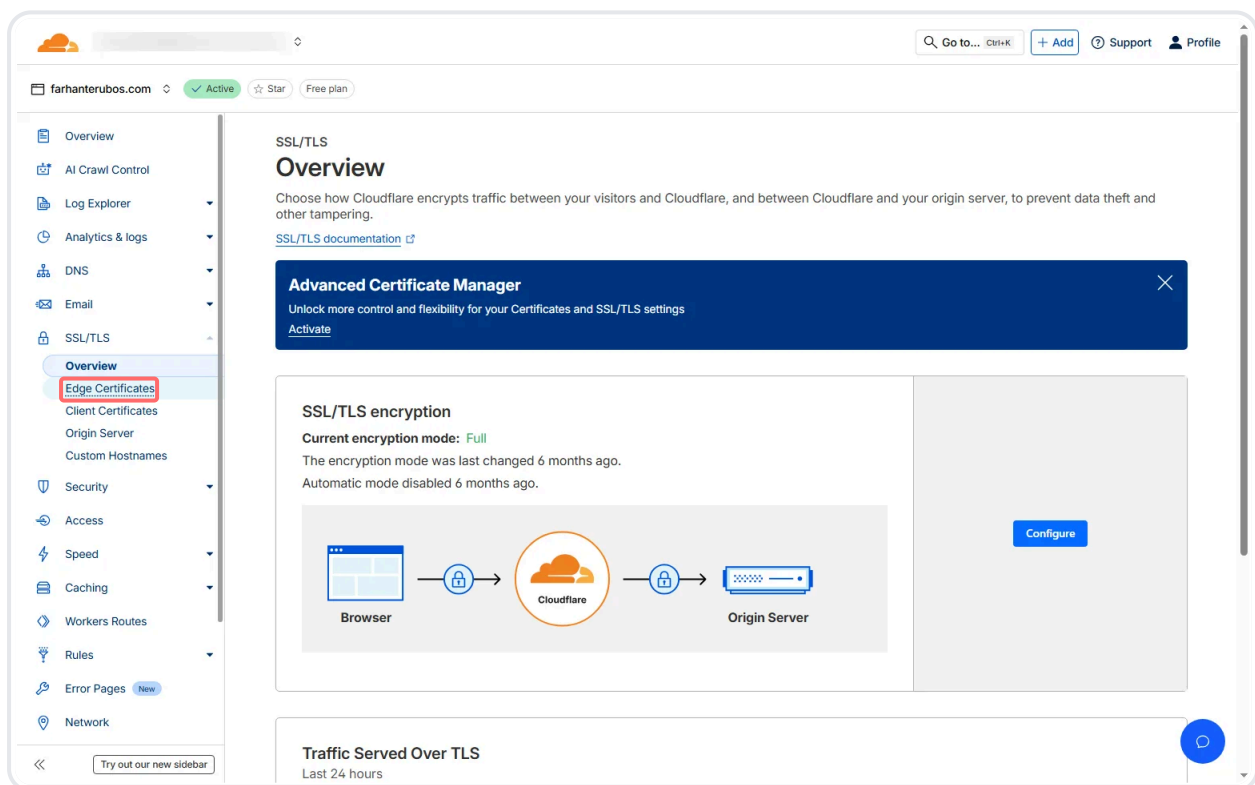 Go to... Ctrl+K
+ Add
Support
Profile
farhanterubos.com
Active
Star
Free plan
Overview
AI Crawl Control
Log Explorer
Analytics & logs
DNS
Email
SSL/TLS
Overview
Edge Certificates
Client Certificates
Origin Server
Custom Hostnames
Security
Access
Speed
Caching
Workers Routes
Rules
Error Pages New
Network
Try out our new sidebar
SSL/TLS
Overview
Choose how Cloudflare encrypts traffic between your visitors and Cloudflare, and between Cloudflare and your origin server, to prevent data theft and
other tampering.
SSL/TLS documentation
Advanced Certificate Manager
Unlock more control and flexibility for your Certificates and SSL/TLS settings
Activate
SSL/TLS encryption
Current encryption mode: Full
The encryption mode was last changed 6 months ago.
Automatic mode disabled 6 months ago.
Browser
Cloudflare
Origin Server
Configure
Traffic Served Over TLS
Last 24 hours